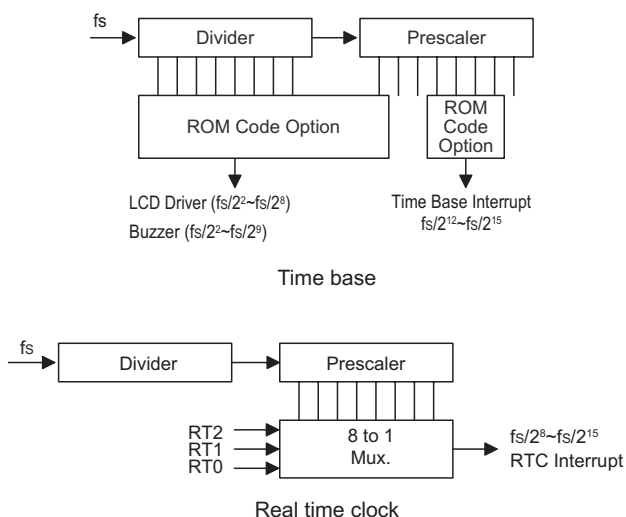 fs
Divider
Prescaler
ROM Code Option
ROM
Code
Option
LCD Driver (fs/2²~fs/2⁸)
Buzzer (fs/2²~fs/2⁹)
Time Base Interrupt
fs/2¹²~fs/2¹⁵
Time base
fs
Divider
Prescaler
RT2
RT1
RT0
8 to 1
Mux.
fs/2⁸~fs/2¹⁵
RTC Interrupt
Real time clock